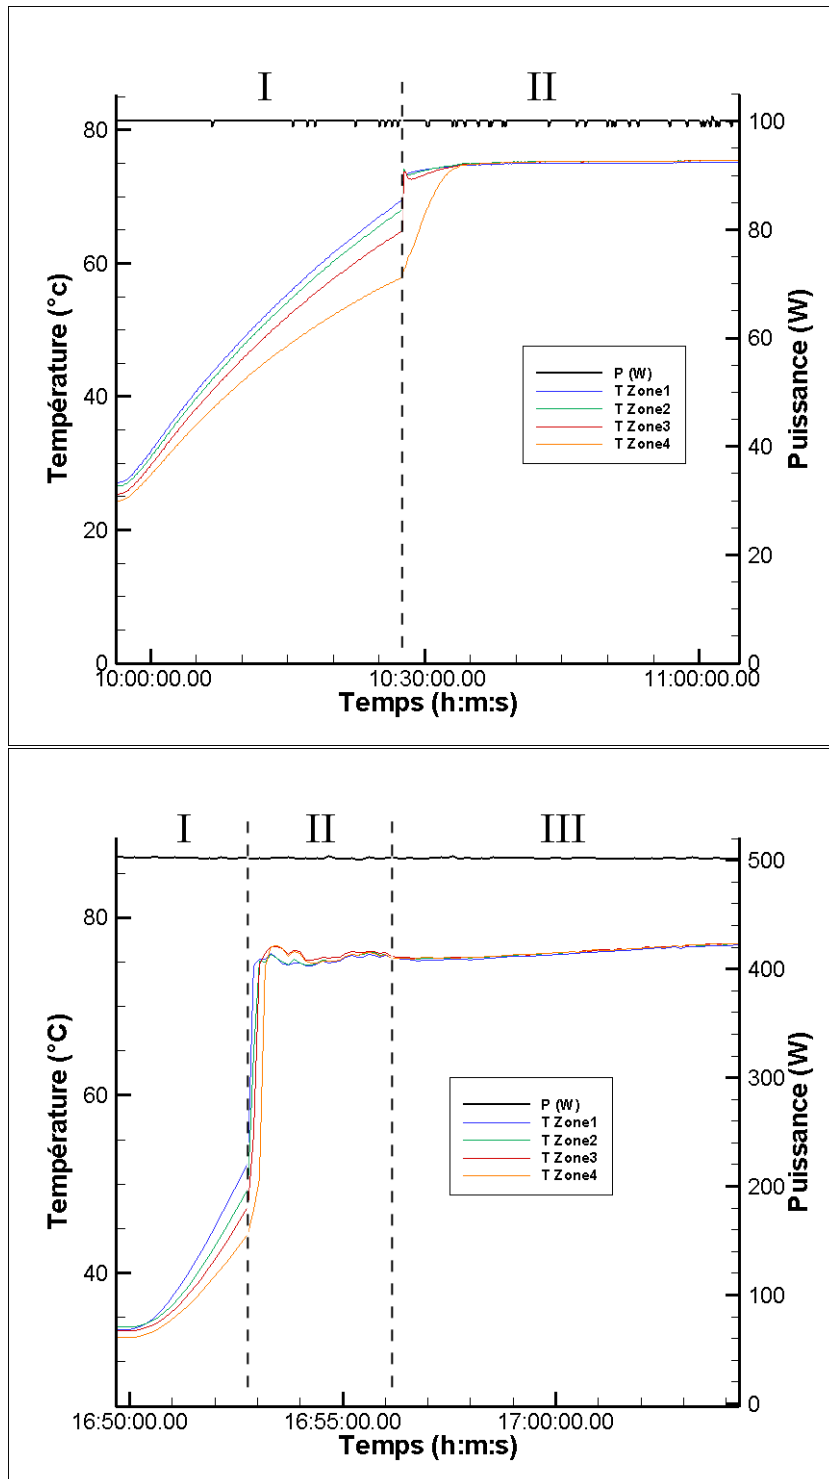 I II
80
60
40
20
0
100
80
60
40
20
0
Température (°c)
Puissance (W)
P (W)
T Zone1
T Zone2
T Zone3
T Zone4
10:00:00.00 10:30:00.00 11:00:00.00
Temps (h:m:s)
I II III
80
60
40
500
400
300
200
100
0
Température (°C)
Puissance (W)
P (W)
T Zone1
T Zone2
T Zone3
T Zone4
16:50:00.00 16:55:00.00 17:00:00.00
Temps (h:m:s)